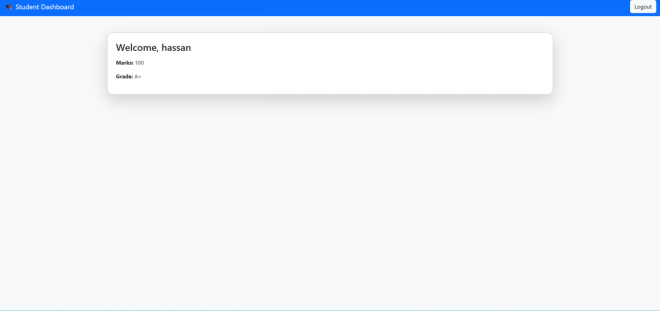 Student Dashboard
Logout
Welcome, hassan
Marks: 100
Grade: A+